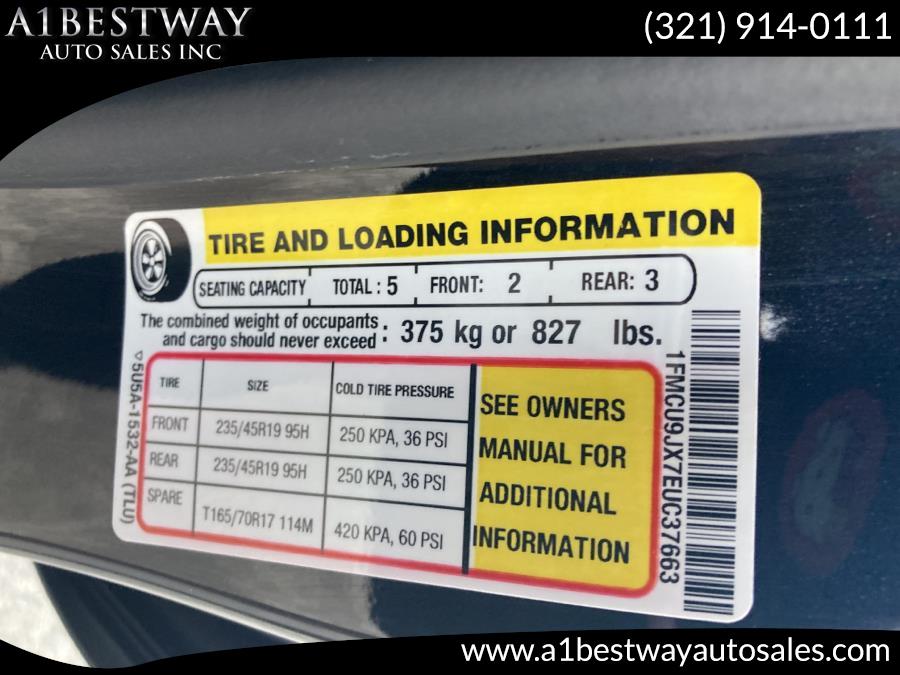 A1BESTWAY
AUTO SALES INC
(321) 914-0111
TIRE AND LOADING INFORMATION
SEATING CAPACITY TOTAL : 5 FRONT: 2 REAR: 3
The combined weight of occupants
and cargo should never exceed : 375 kg or 827 lbs.
TIRE SIZE COLD TIRE PRESSURE
FRONT 235/45R19 95H 250 KPA, 36 PSI
REAR 235/45R19 95H 250 KPA, 36 PSI
SPARE T165/70R17 114M 420 KPA, 60 PSI
SEE OWNERS
MANUAL FOR
ADDITIONAL
INFORMATION
5U5A-1532-AA (TLU)
1FMCU9JX7EUC37663
www.a1bestwayautosales.com